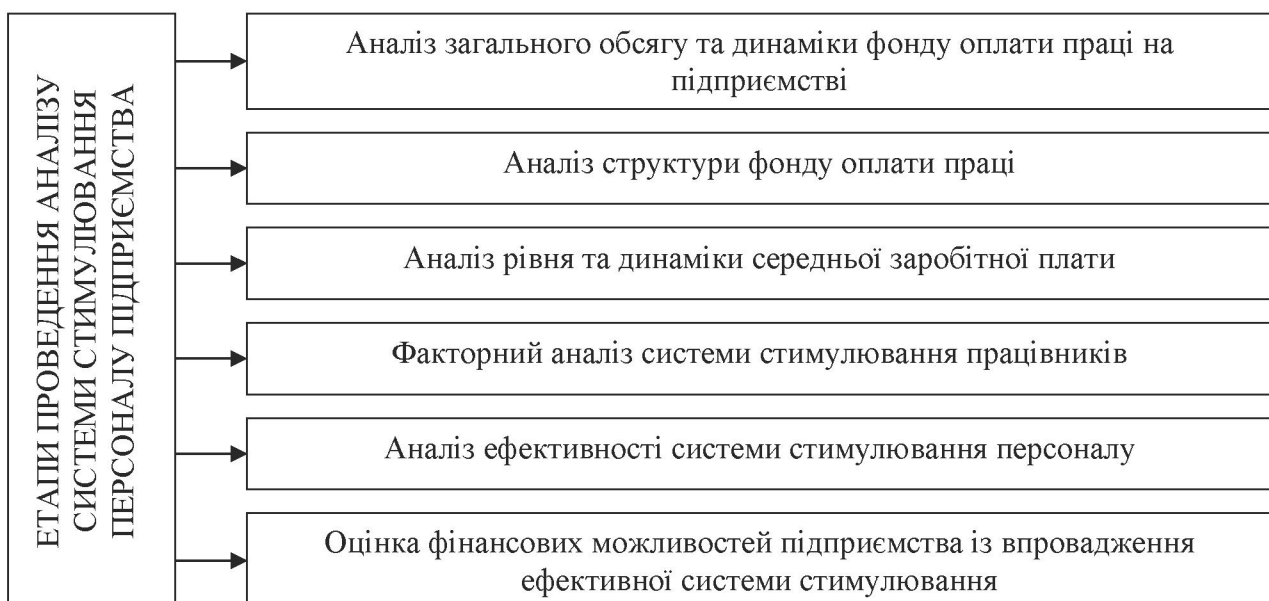 ЕТАПИ ПРОВЕДЕННЯ АНАЛІЗУ
СИСТЕМИ СТИМУЛЮВАННЯ
ПЕРСОНАЛУ ПІДПРИЄМСТВА
Аналіз загального обсягу та динаміки фонду оплати праці на
підприємстві
Аналіз структури фонду оплати праці
Аналіз рівня та динаміки середньої заробітної плати
Факторний аналіз системи стимулювання працівників
Аналіз ефективності системи стимулювання персоналу
Оцінка фінансових можливостей підприємства із впровадження
ефективної системи стимулювання